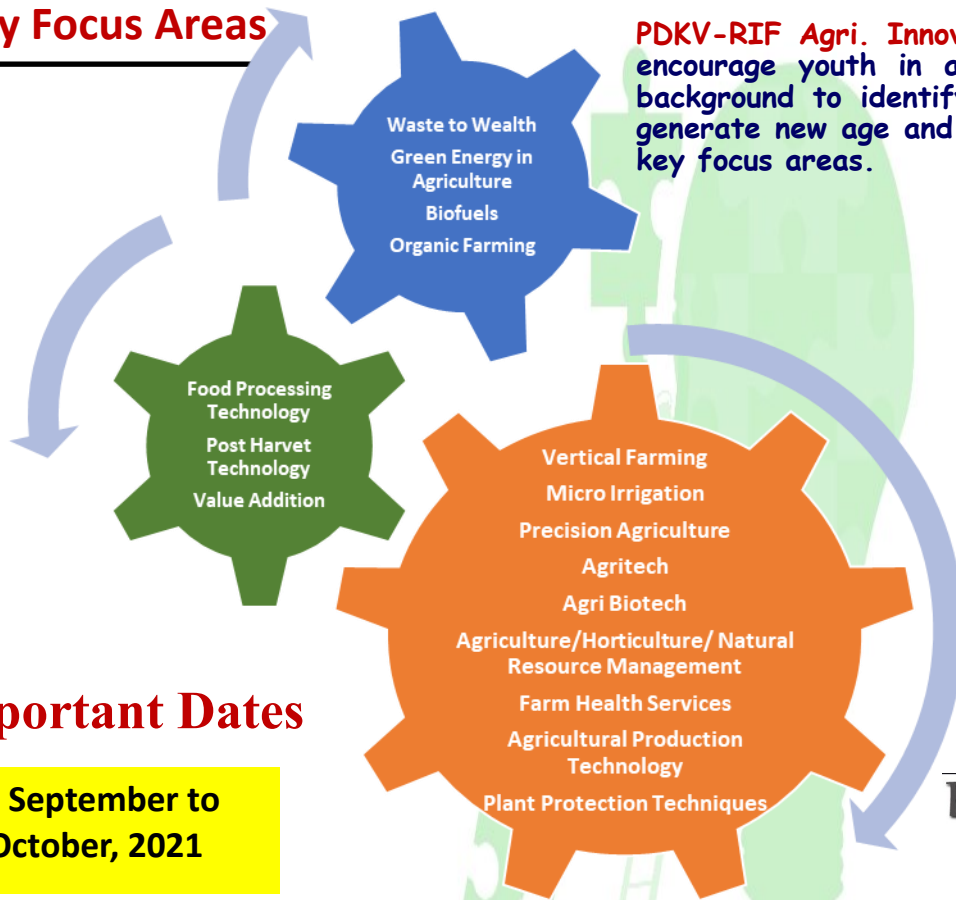 y Focus Areas
PDKV-RIF Agri. Innov
encourage youth in a
background to identif
generate new age and
key focus areas.
Waste to Wealth
Green Energy in
Agriculture
Biofuels
Organic Farming
Food Processing
Technology
Post Harvet
Technology
Value Addition
Vertical Farming
Micro Irrigation
Precision Agriculture
Agritech
Agri Biotech
Agriculture/Horticulture/ Natural
Resource Management
Farm Health Services
Agricultural Production
Technology
Plant Protection Techniques
portant Dates
September to
October, 2021